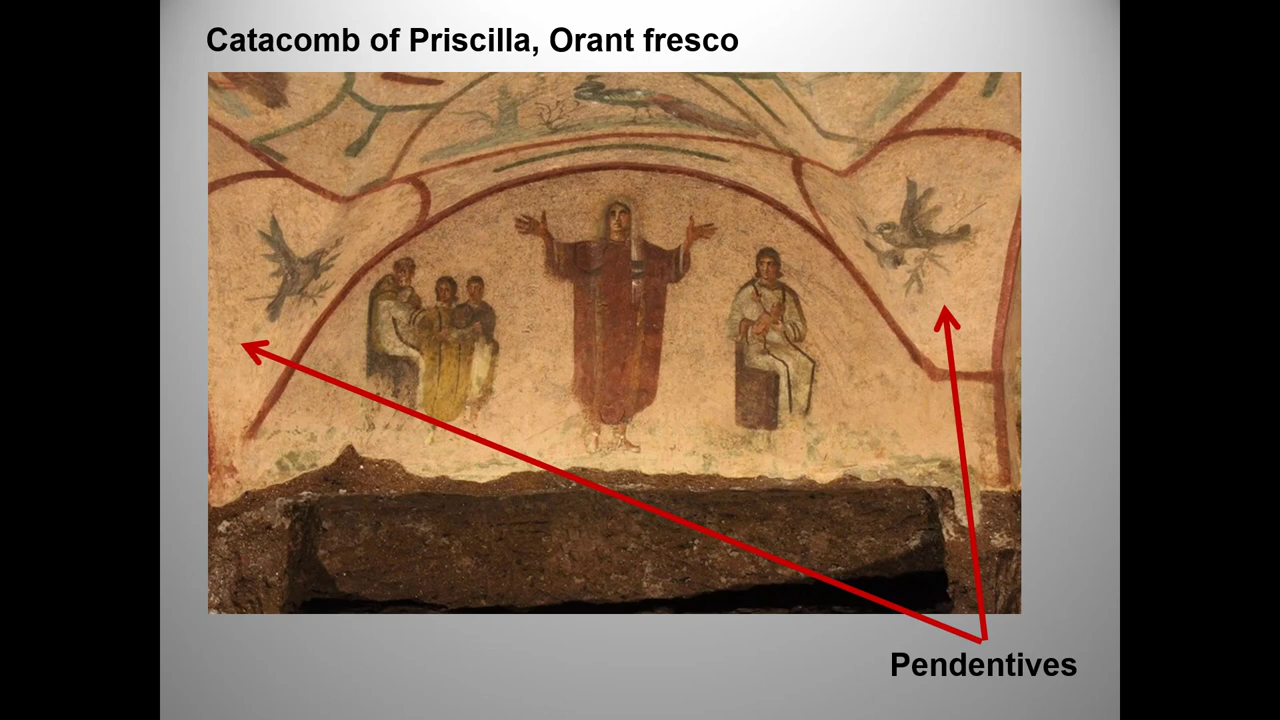 Catacomb of Priscilla, Orant fresco
Pendentives